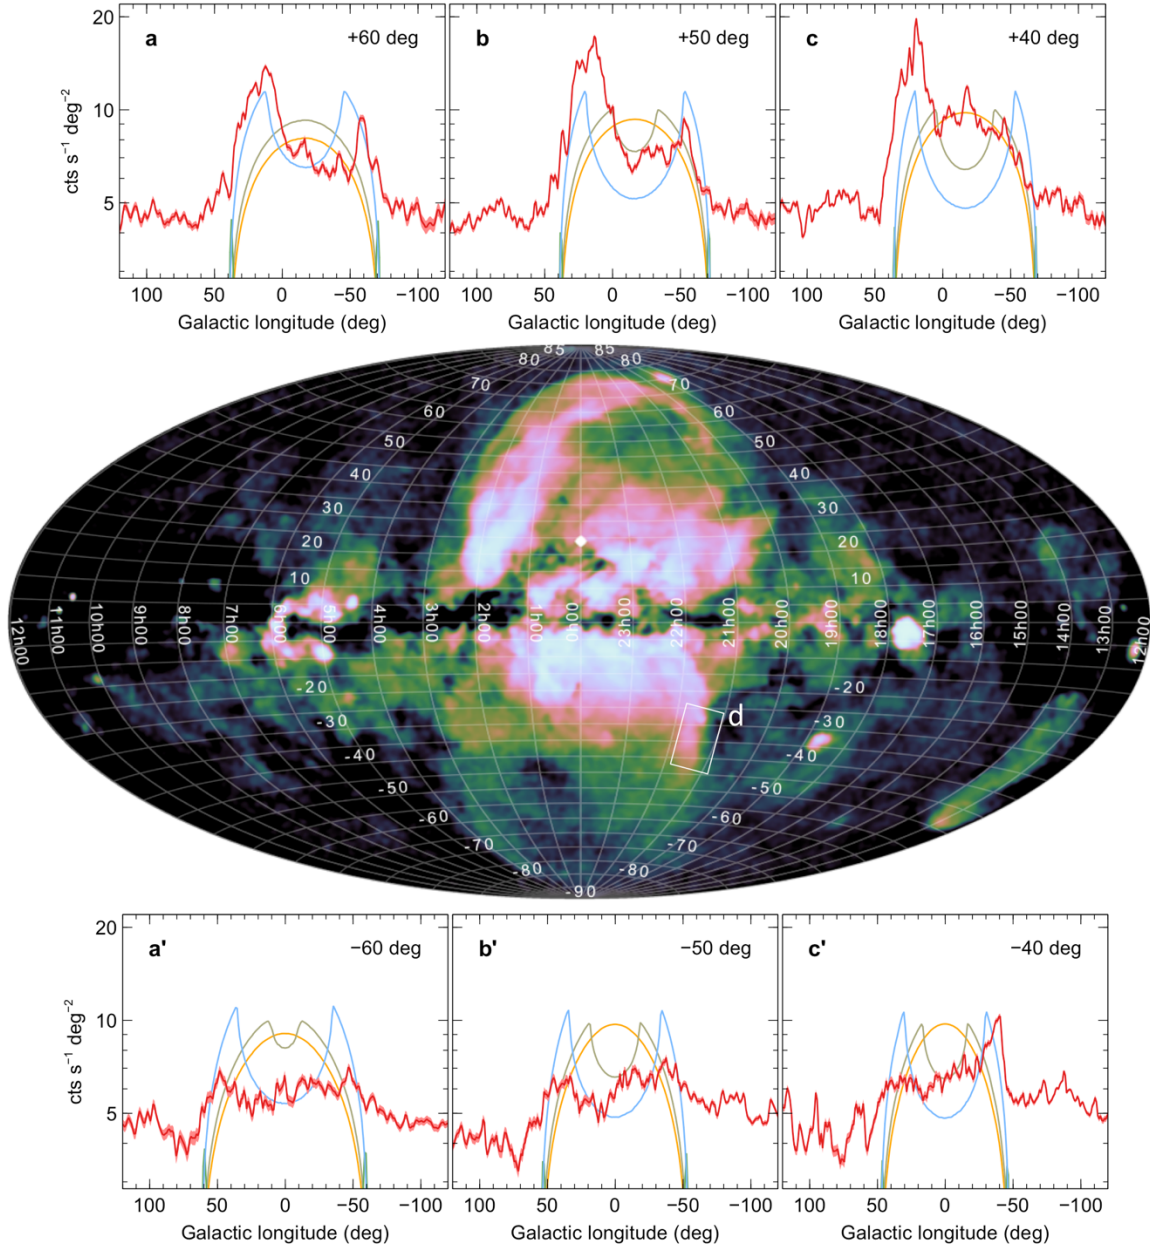 a +60 deg
b +50 deg
c +40 deg
20
10
5
cts s⁻¹ deg⁻²
100 50 0 −50 −100
100 50 0 −50 −100
100 50 0 −50 −100
Galactic longitude (deg)
Galactic longitude (deg)
Galactic longitude (deg)
85 85
80 80
70 70
60 60
50 50
40 40
30 30
20 20
10 10
12h00 11h00 10h00 9h00 8h00 7h00 6h00 5h00 4h00 3h00 2h00 1h00 0h00 23h00 22h00 21h00 20h00 19h00 18h00 17h00 16h00 15h00 14h00 13h00 12h00
-20 -20
d
-30 -30
-40 -40
-50 -50
-60 -60
-70 -70
-80 -80
-90
a' −60 deg
b' −50 deg
c' −40 deg
20
10
5
cts s⁻¹ deg⁻²
100 50 0 −50 −100
100 50 0 −50 −100
100 50 0 −50 −100
Galactic longitude (deg)
Galactic longitude (deg)
Galactic longitude (deg)